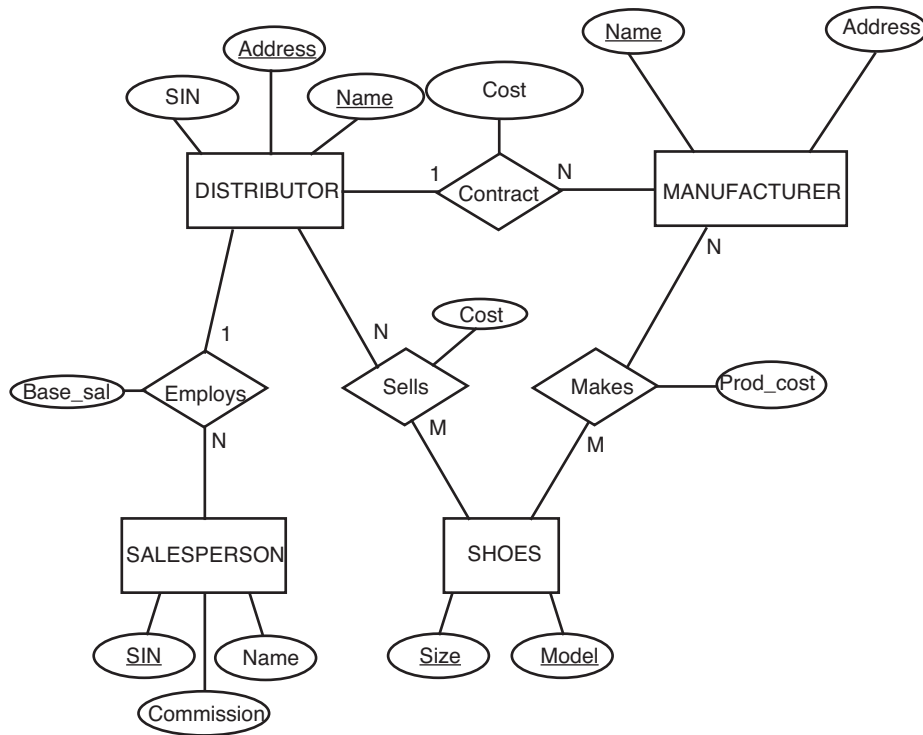 Address
Name
Address
SIN
Name
Cost
DISTRIBUTOR
1
Contract
N
MANUFACTURER
N
1
N
Cost
Base_sal
Employs
Sells
Makes
Prod_cost
N
M
M
SALESPERSON
SHOES
SIN
Name
Size
Model
Commission